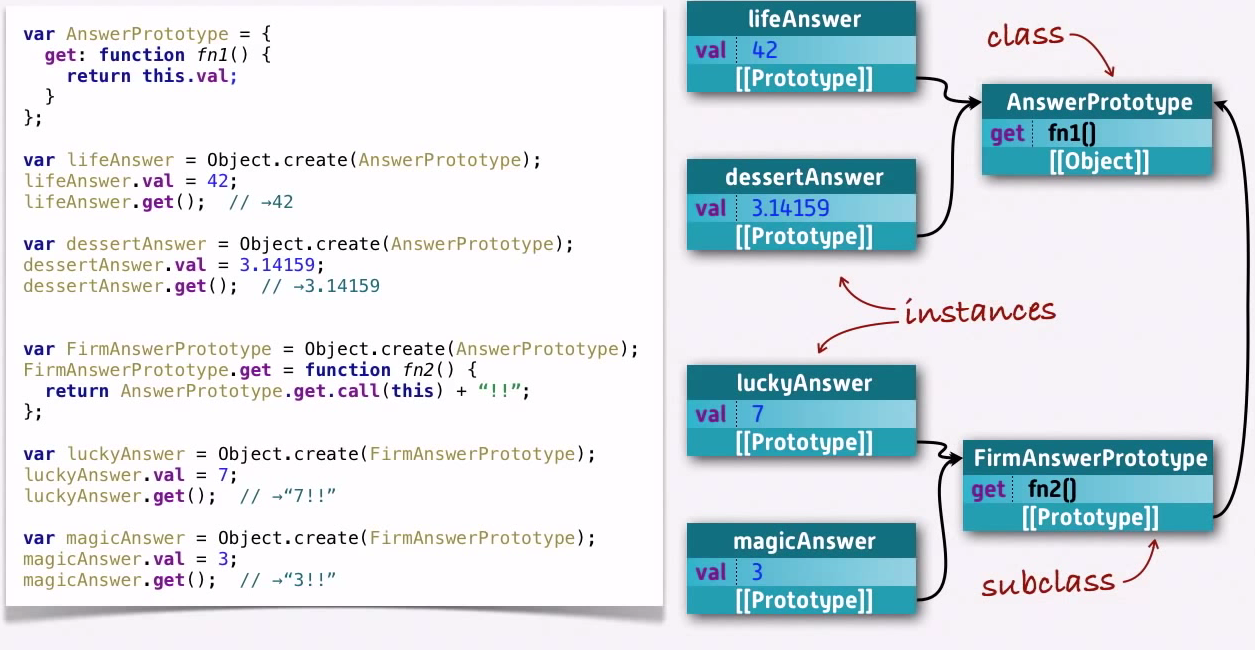 var AnswerPrototype = {
  get: function fn1() {
    return this.val;
  }
};
var lifeAnswer = Object.create(AnswerPrototype);
lifeAnswer.val = 42;
lifeAnswer.get();  // →42
var dessertAnswer = Object.create(AnswerPrototype);
dessertAnswer.val = 3.14159;
dessertAnswer.get();  // →3.14159
var FirmAnswerPrototype = Object.create(AnswerPrototype);
FirmAnswerPrototype.get = function fn2() {
  return AnswerPrototype.get.call(this) + “!!”;
};
var luckyAnswer = Object.create(FirmAnswerPrototype);
luckyAnswer.val = 7;
luckyAnswer.get();  // →“7!!”
var magicAnswer = Object.create(FirmAnswerPrototype);
magicAnswer.val = 3;
magicAnswer.get();  // →“3!!”
lifeAnswer
val 42
[[Prototype]]
class
AnswerPrototype
get fn1()
[[Object]]
dessertAnswer
val 3.14159
[[Prototype]]
instances
luckyAnswer
val 7
[[Prototype]]
FirmAnswerPrototype
get fn2()
[[Prototype]]
magicAnswer
val 3
[[Prototype]]
subclass